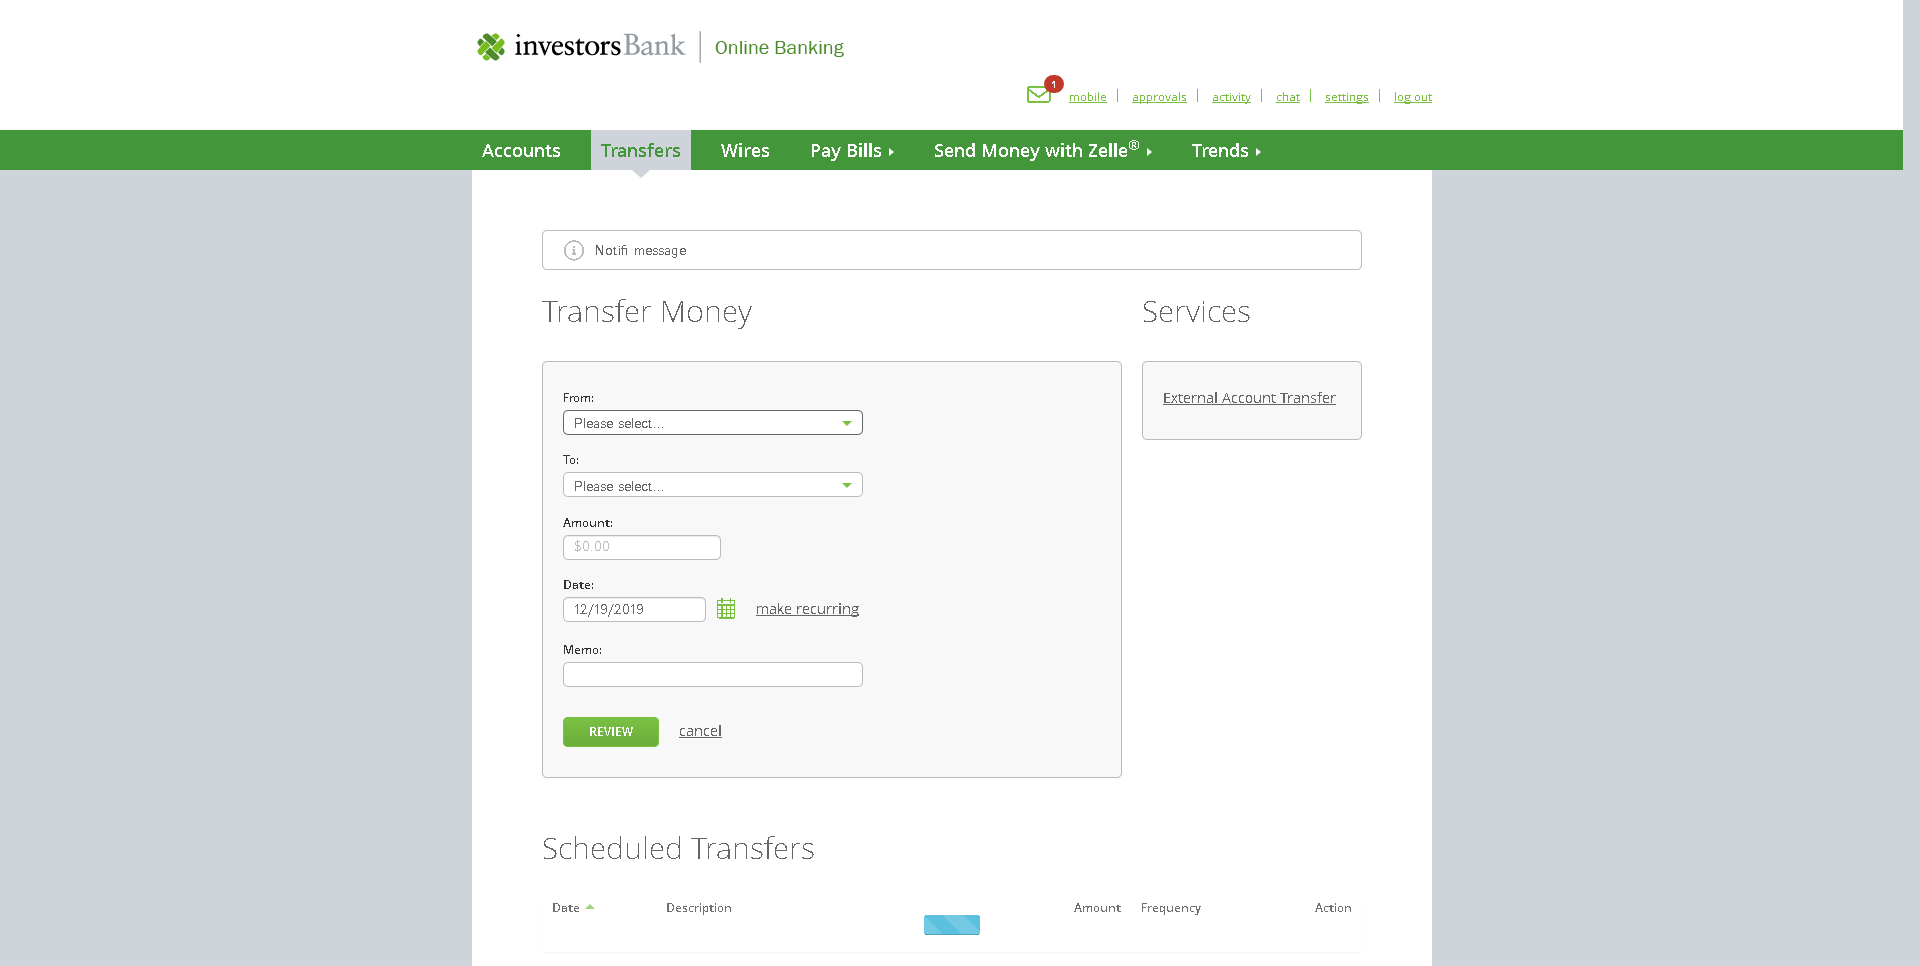 investorsBank Online Banking
1
mobile approvals activity chat settings log out
Accounts Transfers Wires Pay Bills Send Money with Zelle® Trends
i Notifi message
Transfer Money
Services
From:
Please select...
External Account Transfer
To:
Please select...
Amount:
$0.00
Date:
12/19/2019 make recurring
Memo:
REVIEW cancel
Scheduled Transfers
Date Description Amount Frequency Action